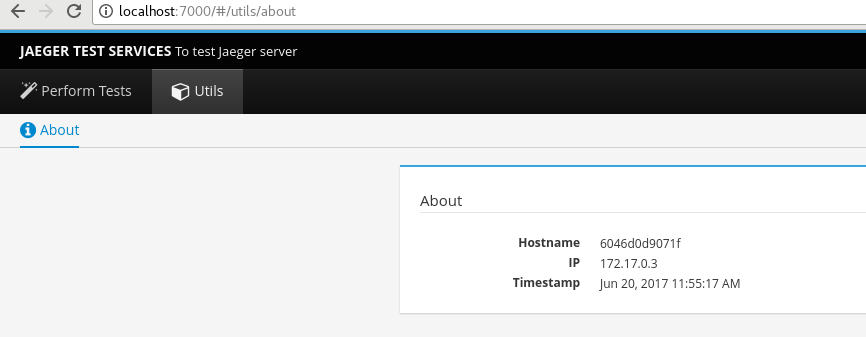 localhost:7000/#/utils/about
JAEGER TEST SERVICES To test Jaeger server
Perform Tests Utils
About
About
Hostname 6046d0d9071f
IP 172.17.0.3
Timestamp Jun 20, 2017 11:55:17 AM